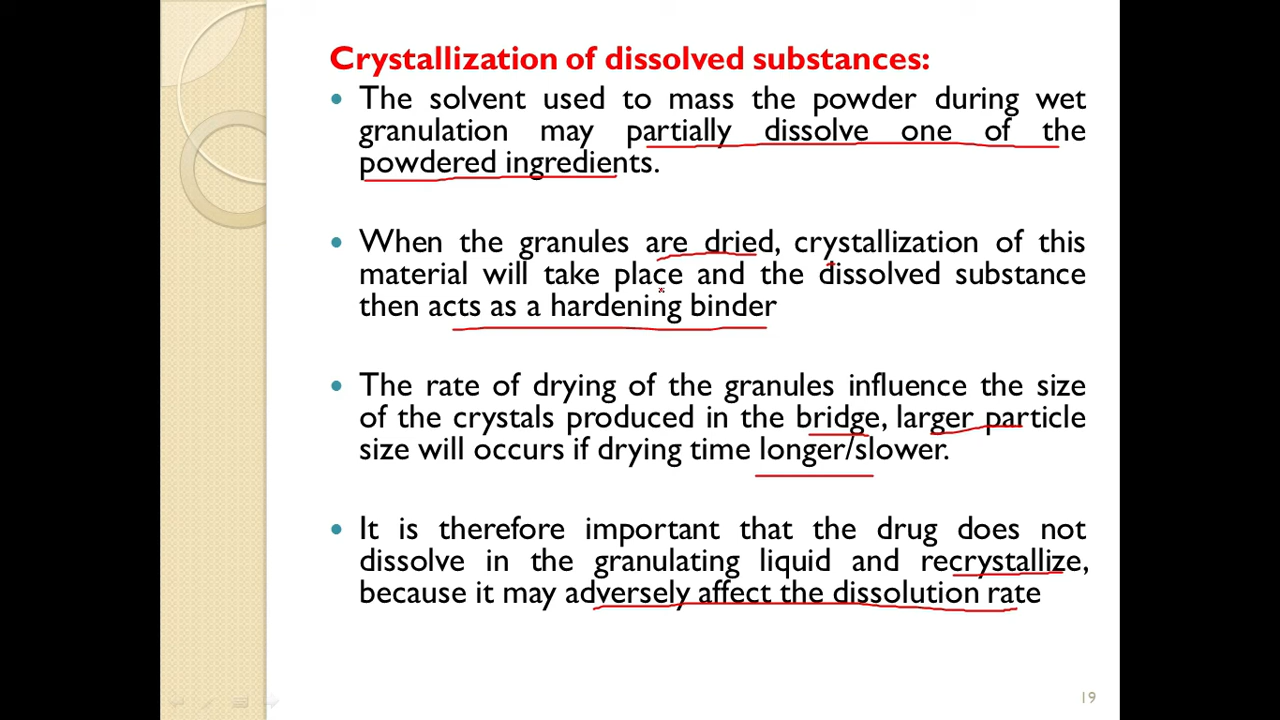 Crystallization of dissolved substances:
• The solvent used to mass the powder during wet
granulation may partially dissolve one of the
powdered ingredients.
• When the granules are dried, crystallization of this
material will take place and the dissolved substance
then acts as a hardening binder
• The rate of drying of the granules influence the size
of the crystals produced in the bridge, larger particle
size will occurs if drying time longer/slower.
• It is therefore important that the drug does not
dissolve in the granulating liquid and recrystallize,
because it may adversely affect the dissolution rate
19